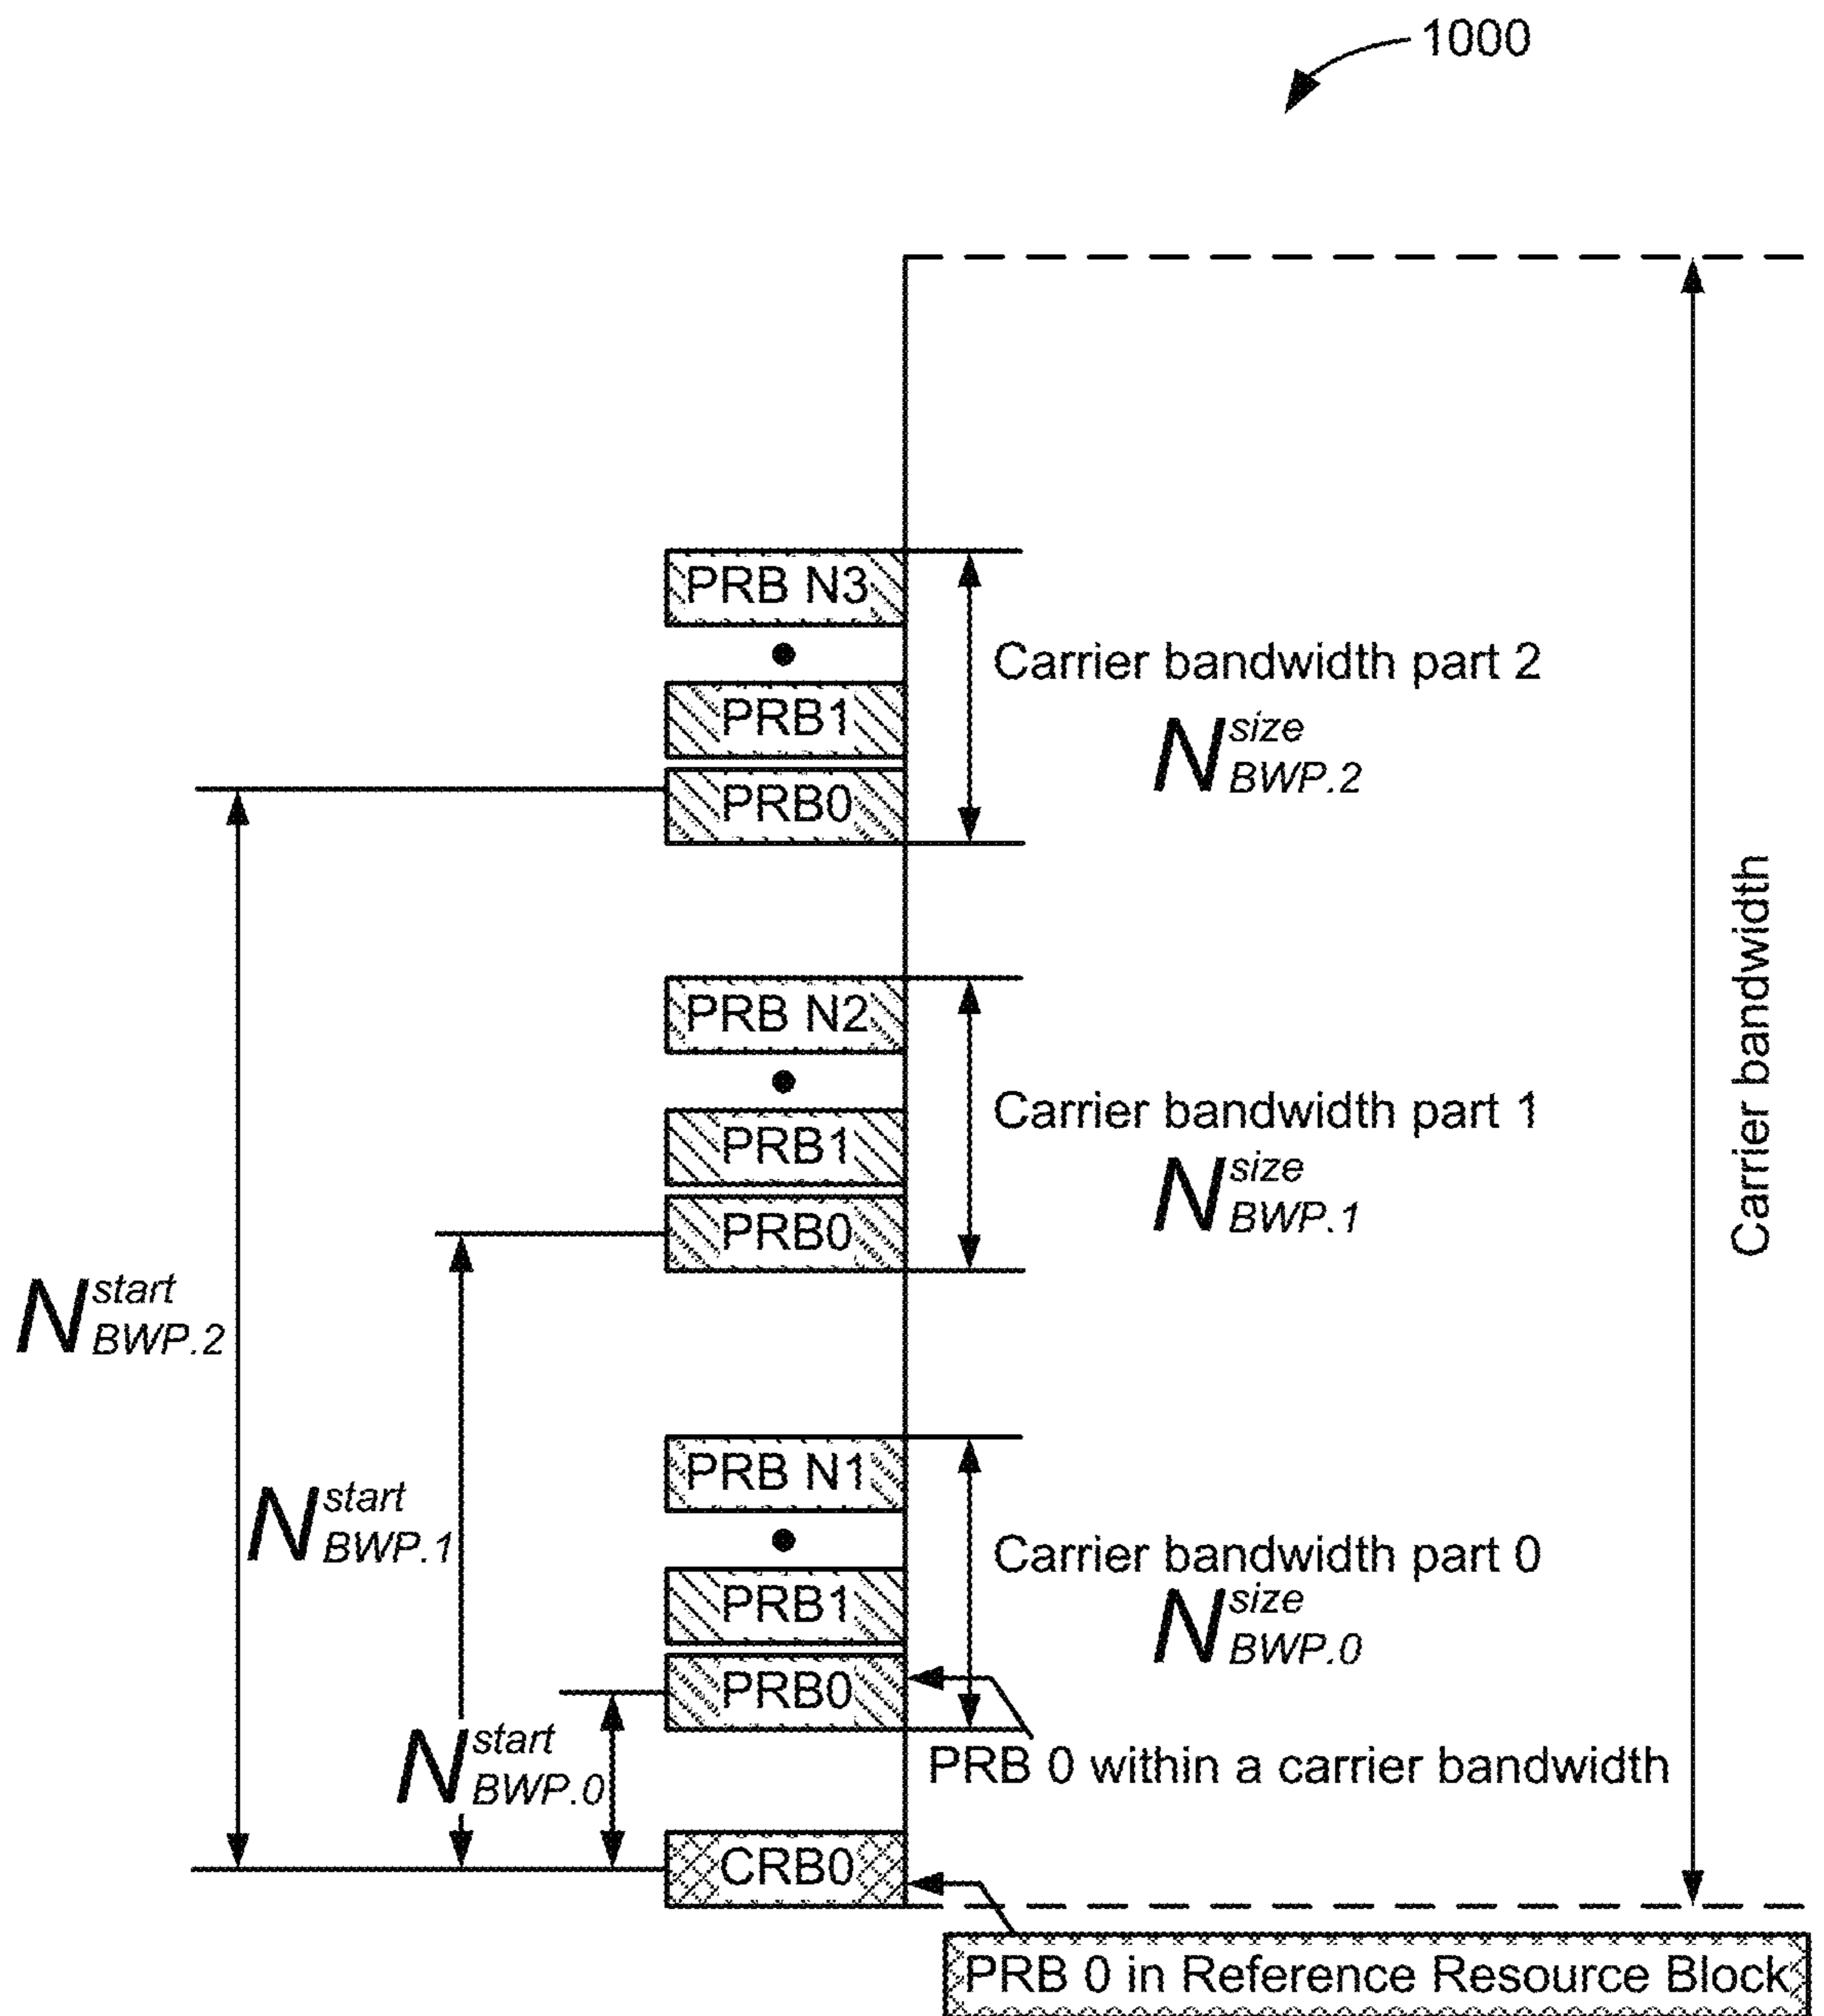 1000
PRB N3
Carrier bandwidth part 2
PRB1
N size BWP.2
PRB0
Carrier bandwidth
PRB N2
Carrier bandwidth part 1
PRB1
N size BWP.1
PRB0
N start BWP.2
PRB N1
N start BWP.1
Carrier bandwidth part 0
PRB1
N size BWP.0
PRB0
N start BWP.0
PRB 0 within a carrier bandwidth
CRB0
PRB 0 in Reference Resource Block